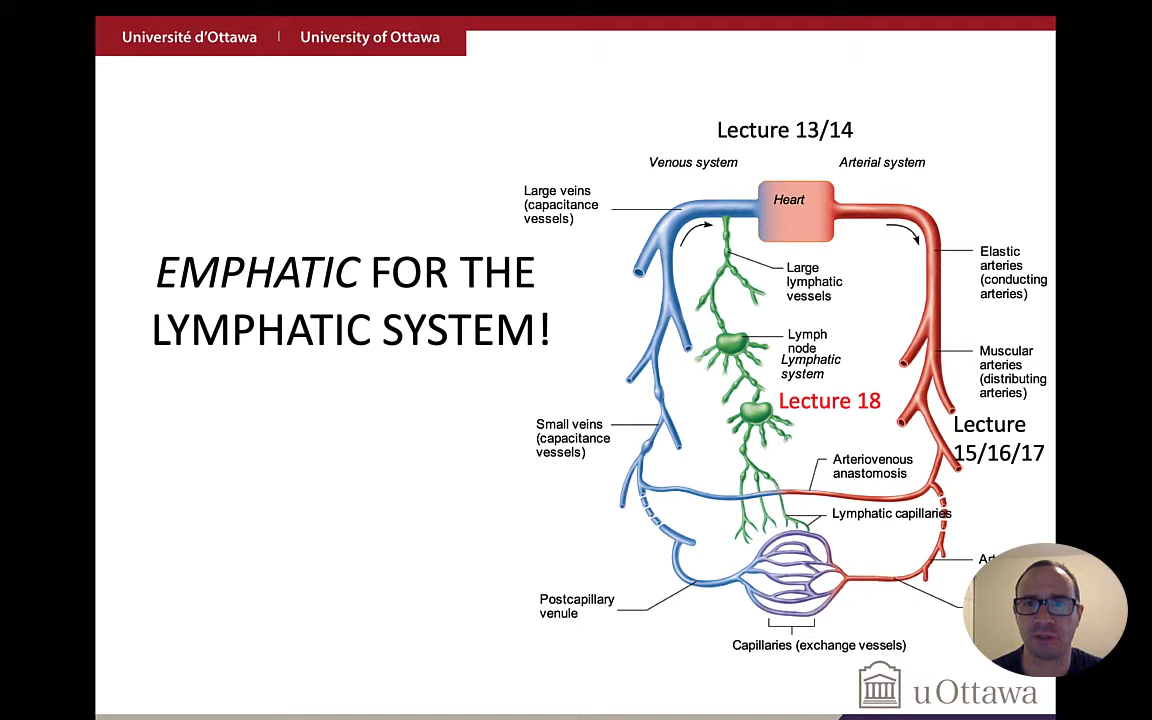 Université d'Ottawa | University of Ottawa
EMPHATIC FOR THE
LYMPHATIC SYSTEM!
Lecture 13/14
Venous system
Arterial system
Large veins
(capacitance
vessels)
Heart
Large
lymphatic
vessels
Elastic
arteries
(conducting
arteries)
Lymph
node
Lymphatic
system
Muscular
arteries
(distributing
arteries)
Lecture 18
Small veins
(capacitance
vessels)
Lecture
15/16/17
Arteriovenous
anastomosis
Lymphatic capillaries
Postcapillary
venule
Capillaries (exchange vessels)
uOttawa